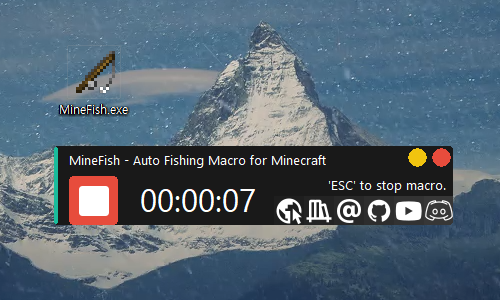 MineFish.exe
MineFish - Auto Fishing Macro for Minecraft
'ESC' to stop macro.
00:00:07